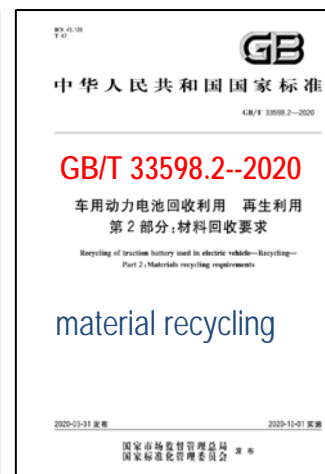 ICS 43.120
T 47
GB
中华人民共和国国家标准
GB/T 33598.2—2020
GB/T 33598.2--2020
车用动力电池回收利用 再生利用
第2部分:材料回收要求
Recycling of traction battery used in electric vehicle—Recycling—
Part 2: Materials recycling requirements
material recycling
2020-03-31 发布 2020-10-01 实施
国家市场监督管理总局
国家标准化管理委员会 发布